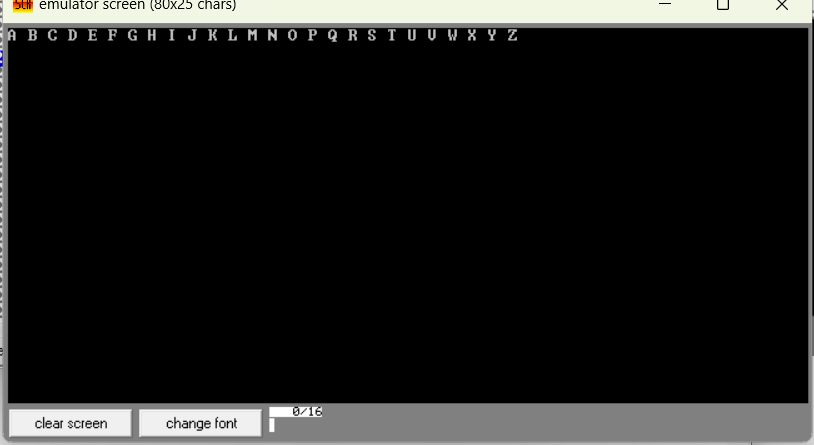 emulator screen (80x25 chars)
A B C D E F G H I J K L M N O P Q R S T U V W X Y Z
clear screen
change font
0/16